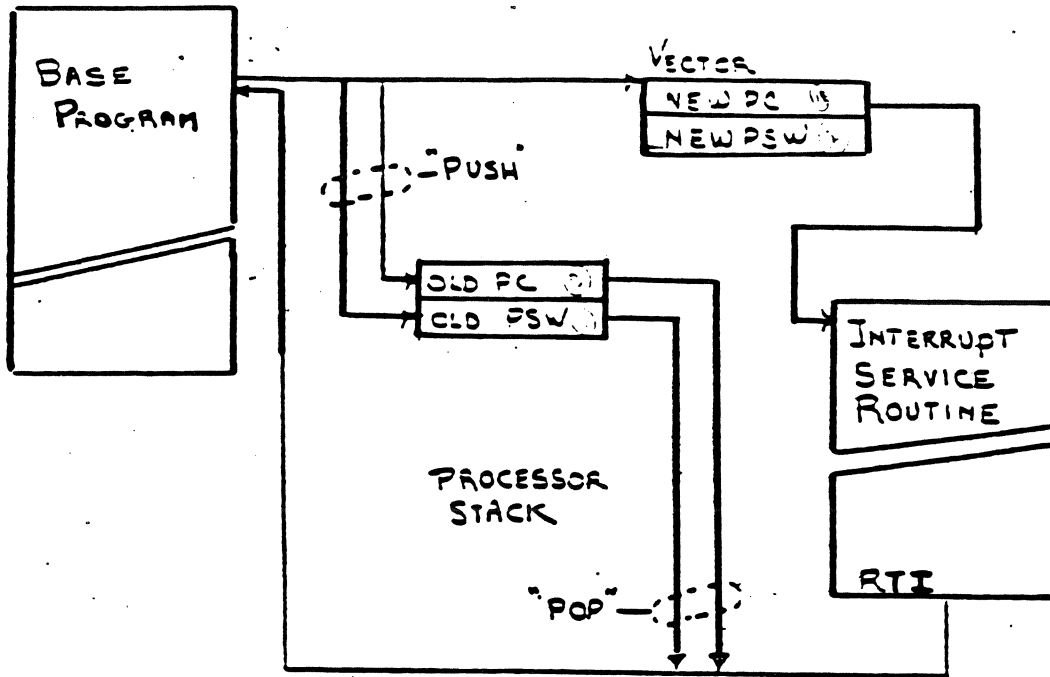 BASE
PROGRAM
VECTOR
NEW PC
NEW PSW
"PUSH"
OLD PC
OLD PSW
INTERRUPT
SERVICE
ROUTINE
PROCESSOR
STACK
RTI
"POP"